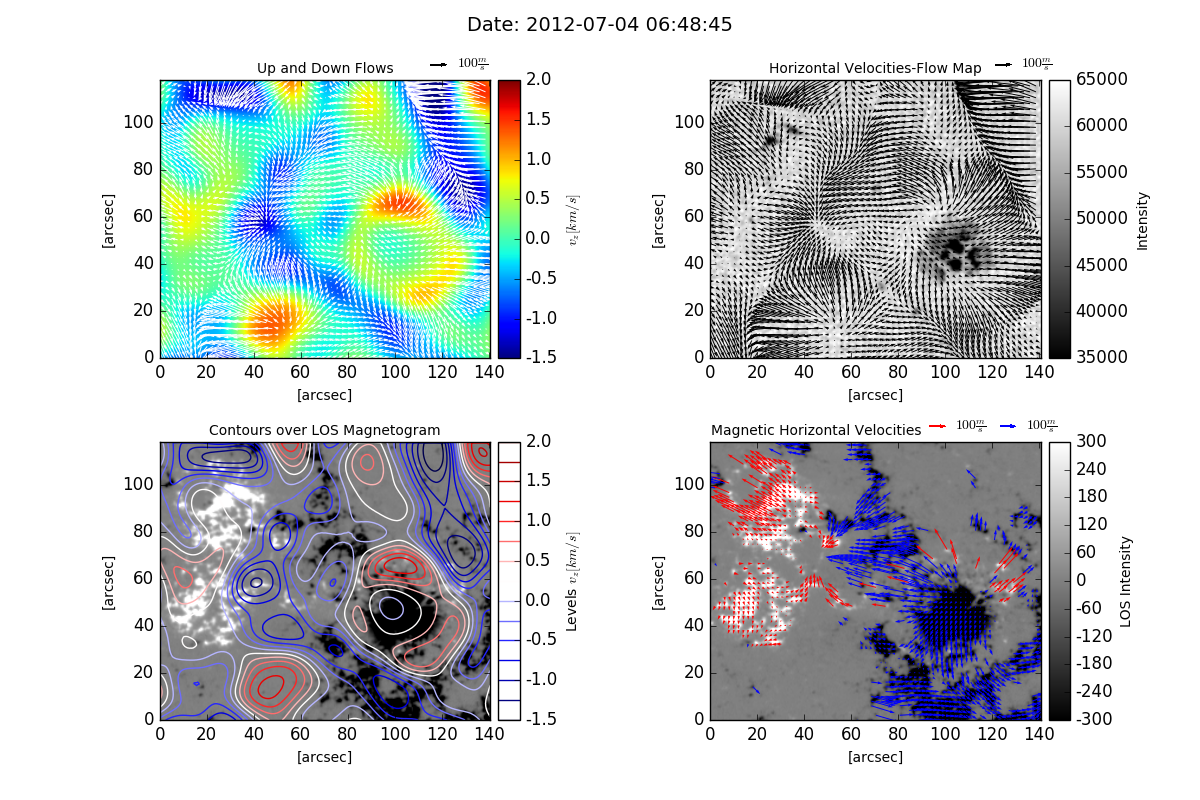 Date: 2012-07-04 06:48:45
Up and Down Flows
100 m/s
2.0
1.5
1.0
0.5
0.0
-0.5
-1.0
-1.5
v_z[km/s]
100
80
60
40
20
0
[arcsec]
0 20 40 60 80 100 120 140
[arcsec]
Horizontal Velocities-Flow Map
100 m/s
65000
60000
55000
50000
45000
40000
35000
Intensity
100
80
60
40
20
0
[arcsec]
0 20 40 60 80 100 120 140
[arcsec]
Contours over LOS Magnetogram
2.0
1.5
1.0
0.5
0.0
-0.5
-1.0
-1.5
Levels v_z[km/s]
100
80
60
40
20
0
[arcsec]
0 20 40 60 80 100 120 140
[arcsec]
Magnetic Horizontal Velocities
100 m/s
100 m/s
300
240
180
120
60
0
-60
-120
-180
-240
-300
LOS Intensity
100
80
60
40
20
0
[arcsec]
0 20 40 60 80 100 120 140
[arcsec]